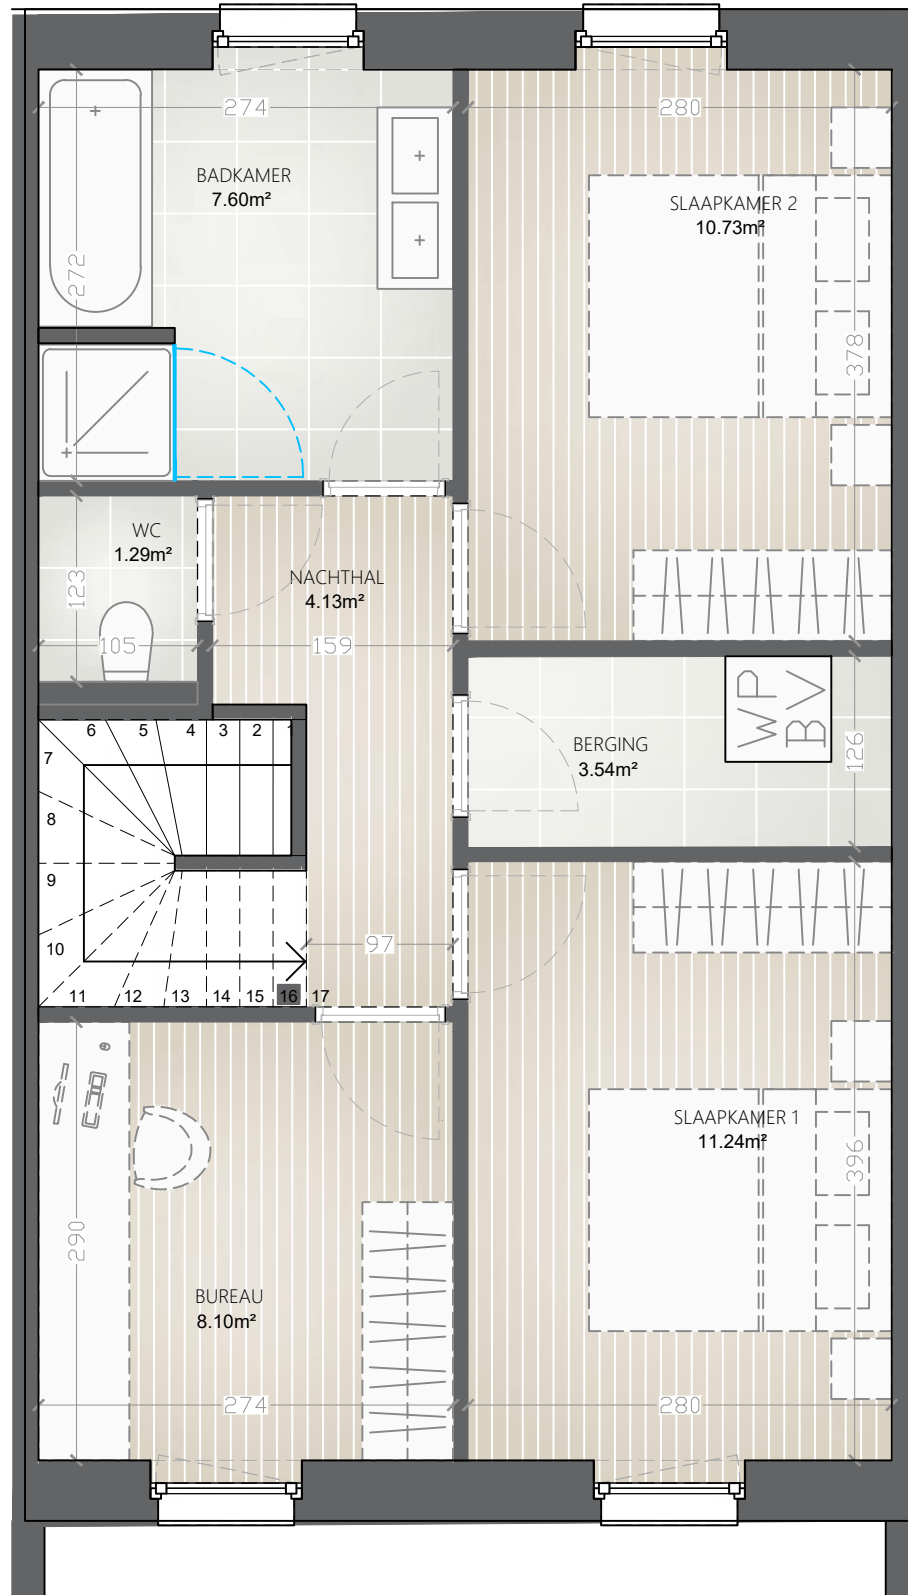 274
280
BADKAMER
7.60m²
SLAAPKAMER 2
10.73m²
272
378
WC
1.29m²
NACHTHAL
4.13m²
123
105
159
WP
BV
BERGING
3.54m²
126
6 5 4 3 2 1
7
8
9
10
11 12 13 14 15 16 17
97
SLAAPKAMER 1
11.24m²
396
290
BUREAU
8.10m²
274
280